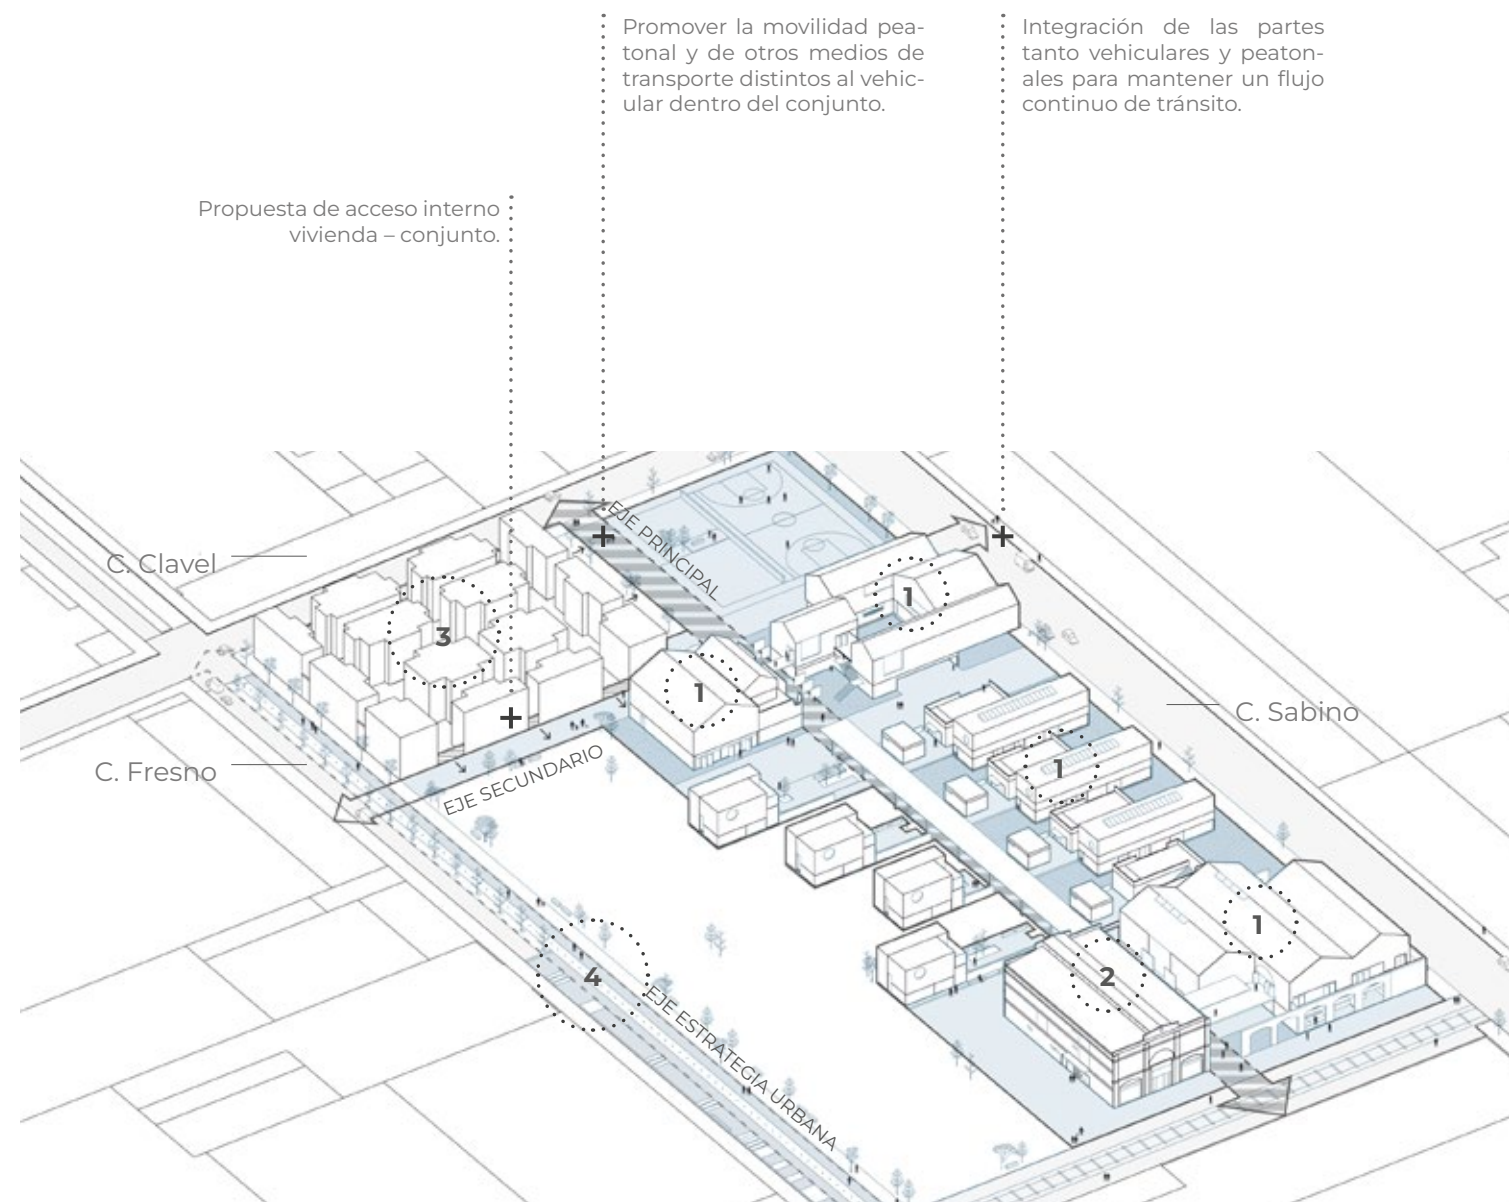 Promover la movilidad pea-
tonal y de otros medios de
transporte distintos al vehic-
ular dentro del conjunto.
Integración de las partes
tanto vehiculares y peaton-
ales para mantener un flujo
continuo de tránsito.
Propuesta de acceso interno
vivienda – conjunto.
EJE PRINCIPAL
C. Clavel
1
3
1
C. Sabino
C. Fresno
EJE SECUNDARIO
1
1
2
4
EJE ESTRATEGIA URBANA